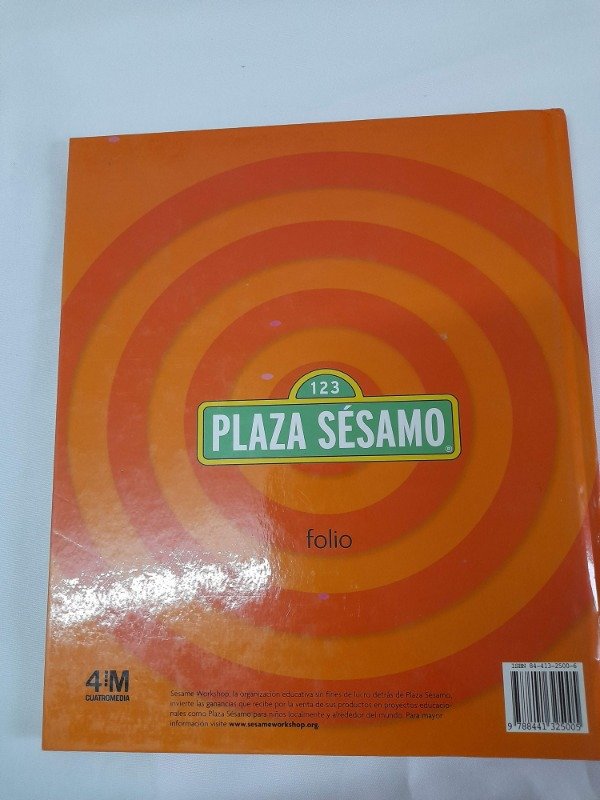 123
PLAZA SÉSAMO®
folio
4M
CUATROMEDIA
Sesame Workshop, la organización educativa sin fines de lucro detrás de Plaza Sésamo,
invierte las ganancias que recibe por la venta de sus productos en proyectos educacio-
nales como Plaza Sésamo para niños localmente y alrededor del mundo. Para mayor
información visite www.sesameworkshop.org.
ISBN 84-413-2500-6
9 788441 325005